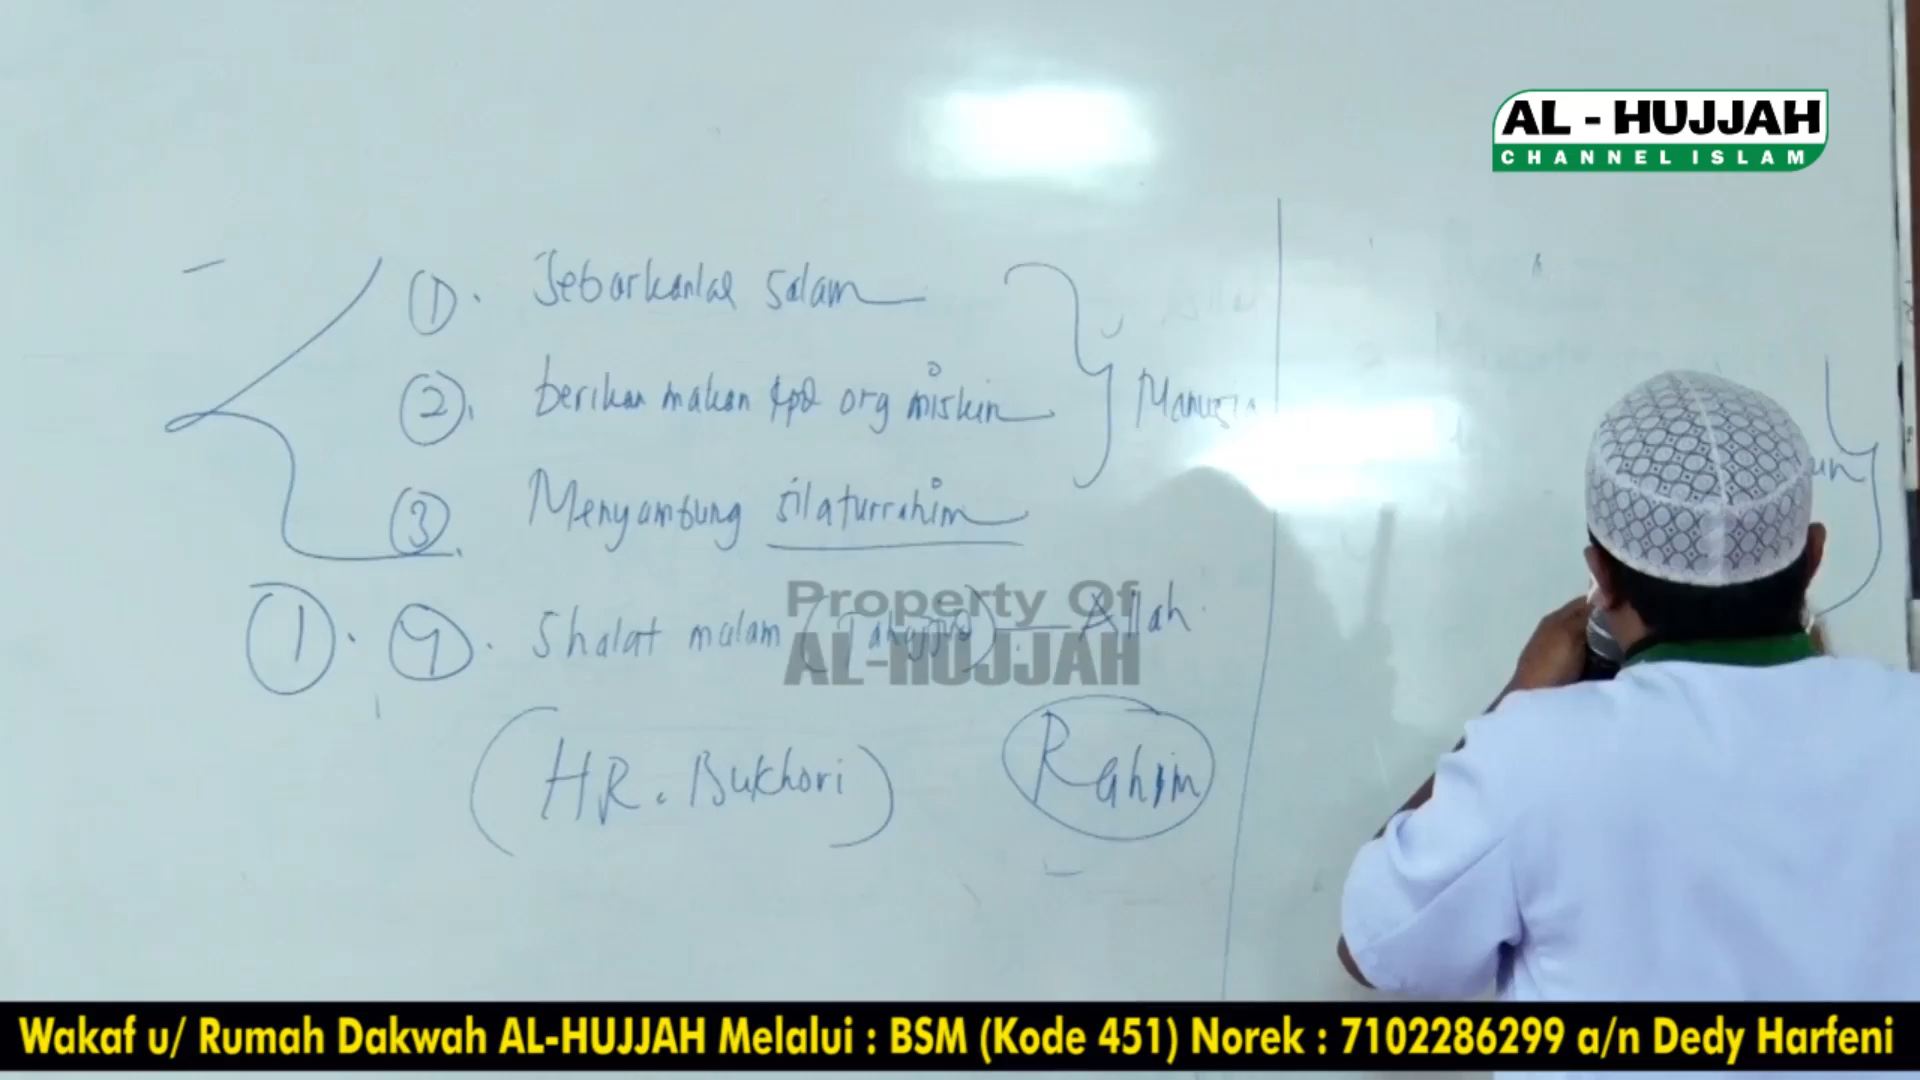 AL - HUJJAH
CHANNEL ISLAM
① . Sebarkanlah salam
② . berikan makan kpd org miskin } Manusia
③ . Menyambung silaturrahim
① . ④ . Shalat malam (Tahajjud) — Allah
Property Of
AL-HUJJAH
(HR. Bukhori) Rahim
Wakaf u/ Rumah Dakwah AL-HUJJAH Melalui : BSM (Kode 451) Norek : 7102286299 a/n Dedy Harfeni